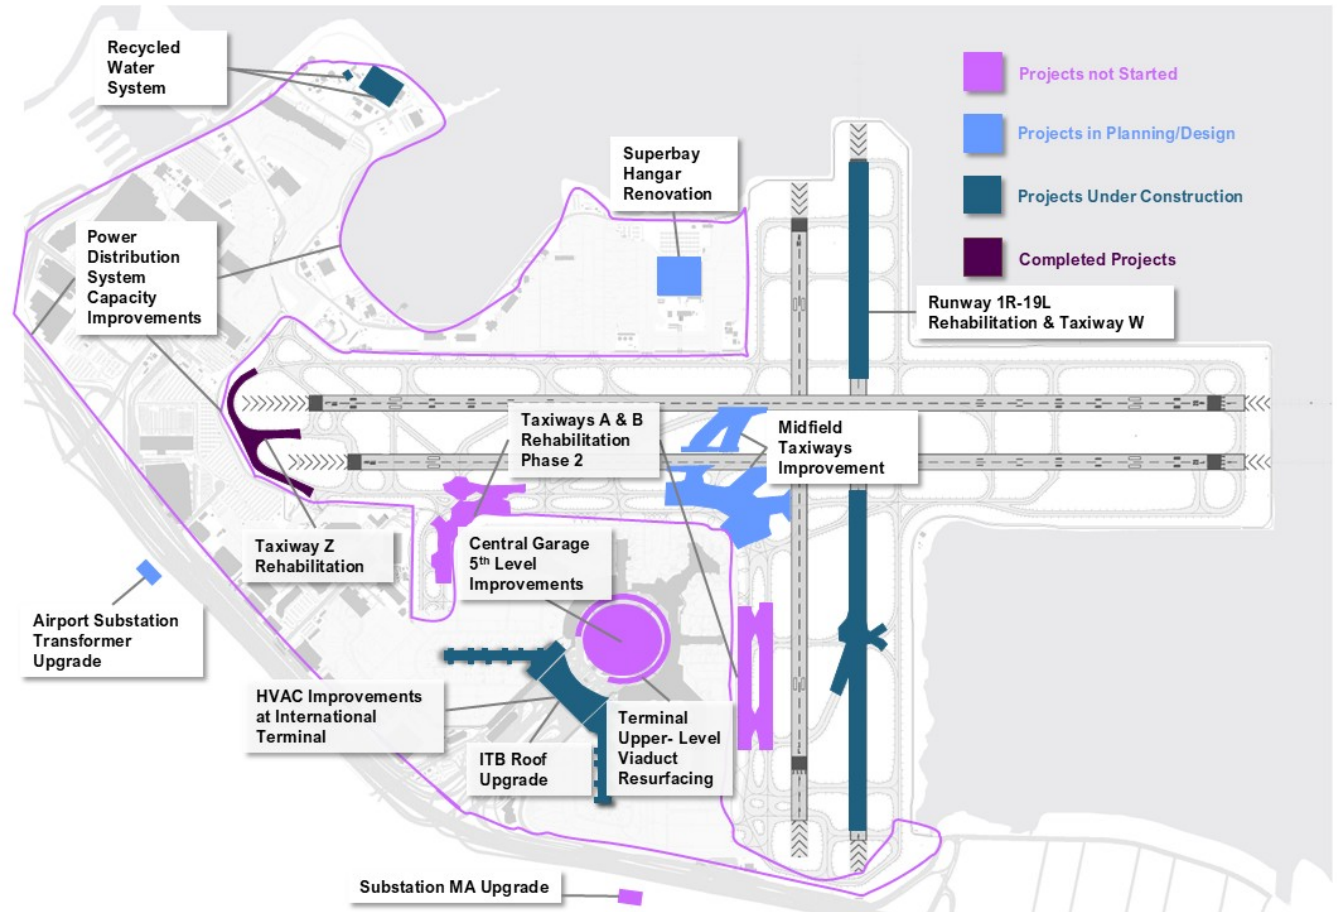 Recycled
Water
System
Projects not Started
Projects in Planning/Design
Superbay
Hangar
Renovation
Projects Under Construction
Power
Distribution
System
Capacity
Improvements
Completed Projects
Runway 1R-19L
Rehabilitation & Taxiway W
Taxiways A & B
Rehabilitation
Phase 2
Midfield
Taxiways
Improvement
Taxiway Z
Rehabilitation
Central Garage
5th Level
Improvements
Airport Substation
Transformer
Upgrade
HVAC Improvements
at International
Terminal
ITB Roof
Upgrade
Terminal
Upper- Level
Viaduct
Resurfacing
Substation MA Upgrade